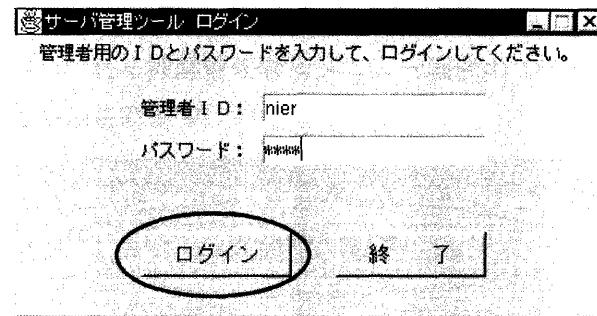 サーバ管理ツール ログイン
管理者用のＩＤとパスワードを入力して、ログインしてください。
管理者ＩＤ： nier
パスワード： ****
ログイン 終 了